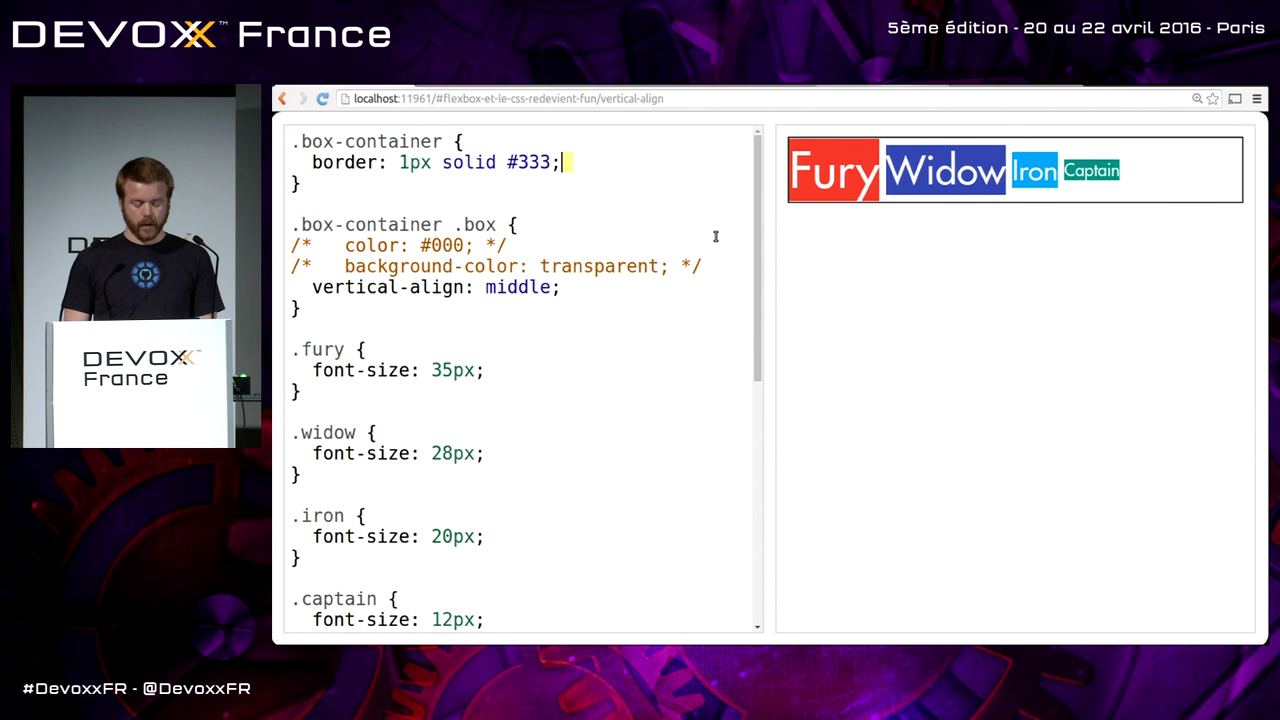 DEVOXX™ France
5ème édition - 20 au 22 avril 2016 - Paris
localhost:11961/#flexbox-et-le-css-redevient-fun/vertical-align
.box-container {
border: 1px solid #333;
}
.box-container .box {
/* color: #000; */
/* background-color: transparent; */
vertical-align: middle;
}
.fury {
font-size: 35px;
}
.widow {
font-size: 28px;
}
.iron {
font-size: 20px;
}
.captain {
font-size: 12px;
Fury Widow Iron Captain
DEVOXX™
France
#DevoxxFR - @DevoxxFR